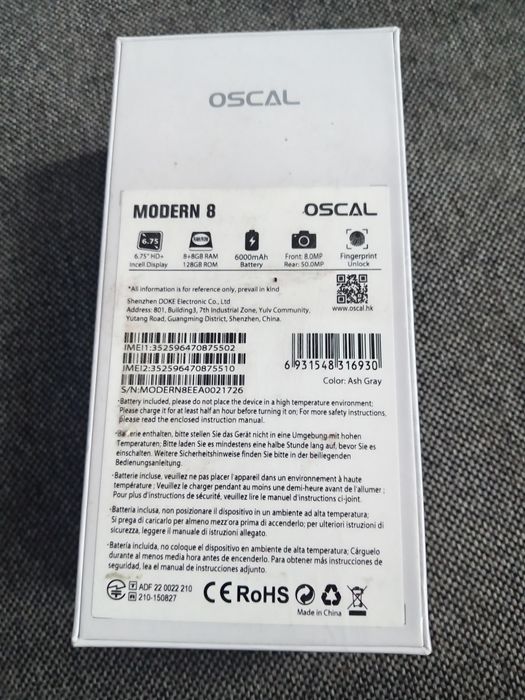 OSCAL
MODERN 8
OSCAL
6.75
6.75" HD+
Incell Display
8+8GB RAM
128GB ROM
6000mAh
Battery
Front: 8.0MP
Rear: 50.0MP
Fingerprint
Unlock
*All information is for reference only, prevail in kind
Shenzhen DOKE Electronic Co., Ltd
Address: 801, Building3, 7th Industrial Zone, Yulv Community,
Yutang Road, Guangming District, Shenzhen, China.
www.oscal.hk
IMEI1:352596470875502
IMEI2:352596470875510
S/N:MODERN8EEA0021726
6 931548 316930
Color: Ash Gray
·Battery included, please do not place the device in a high temperature environment;
Please charge it for at least half an hour before turning it on; For more safety instructions,
please read the enclosed instruction manual.
enthalten, bitte stellen Sie das Gerät nicht in eine Umgebung mit hohen
Temperaturen; Bitte laden Sie es mindestens eine halbe Stunde lang auf, bevor Sie es
einschalten. Weitere Sicherheitshinweise finden Sie in der beiliegenden
Bedienungsanleitung.
·Batterie incluse, veuillez ne pas placer l'appareil dans un environnement à haute
température ; Veuillez le charger pendant au moins une demi-heure avant de l'allumer ;
Pour plus d'instructions de sécurité, veuillez lire le manuel d'instructions ci-joint.
·Batteria inclusa, non posizionare il dispositivo in un ambiente ad alta temperatura;
Si prega di caricarlo per almeno mezz'ora prima di accenderlo; per ulteriori istruzioni di
sicurezza, leggere il manuale di istruzioni allegato.
·Batería incluida, no coloque el dispositivo en ambiente de alta temperatura; Cárguelo
durante al menos media hora antes de encenderlo. Para obtener más instrucciones de
seguridad, lea el manual de instrucciones adjunto.
T ADF 22 0022 210
R 210-150827
CE RoHS
Made in China